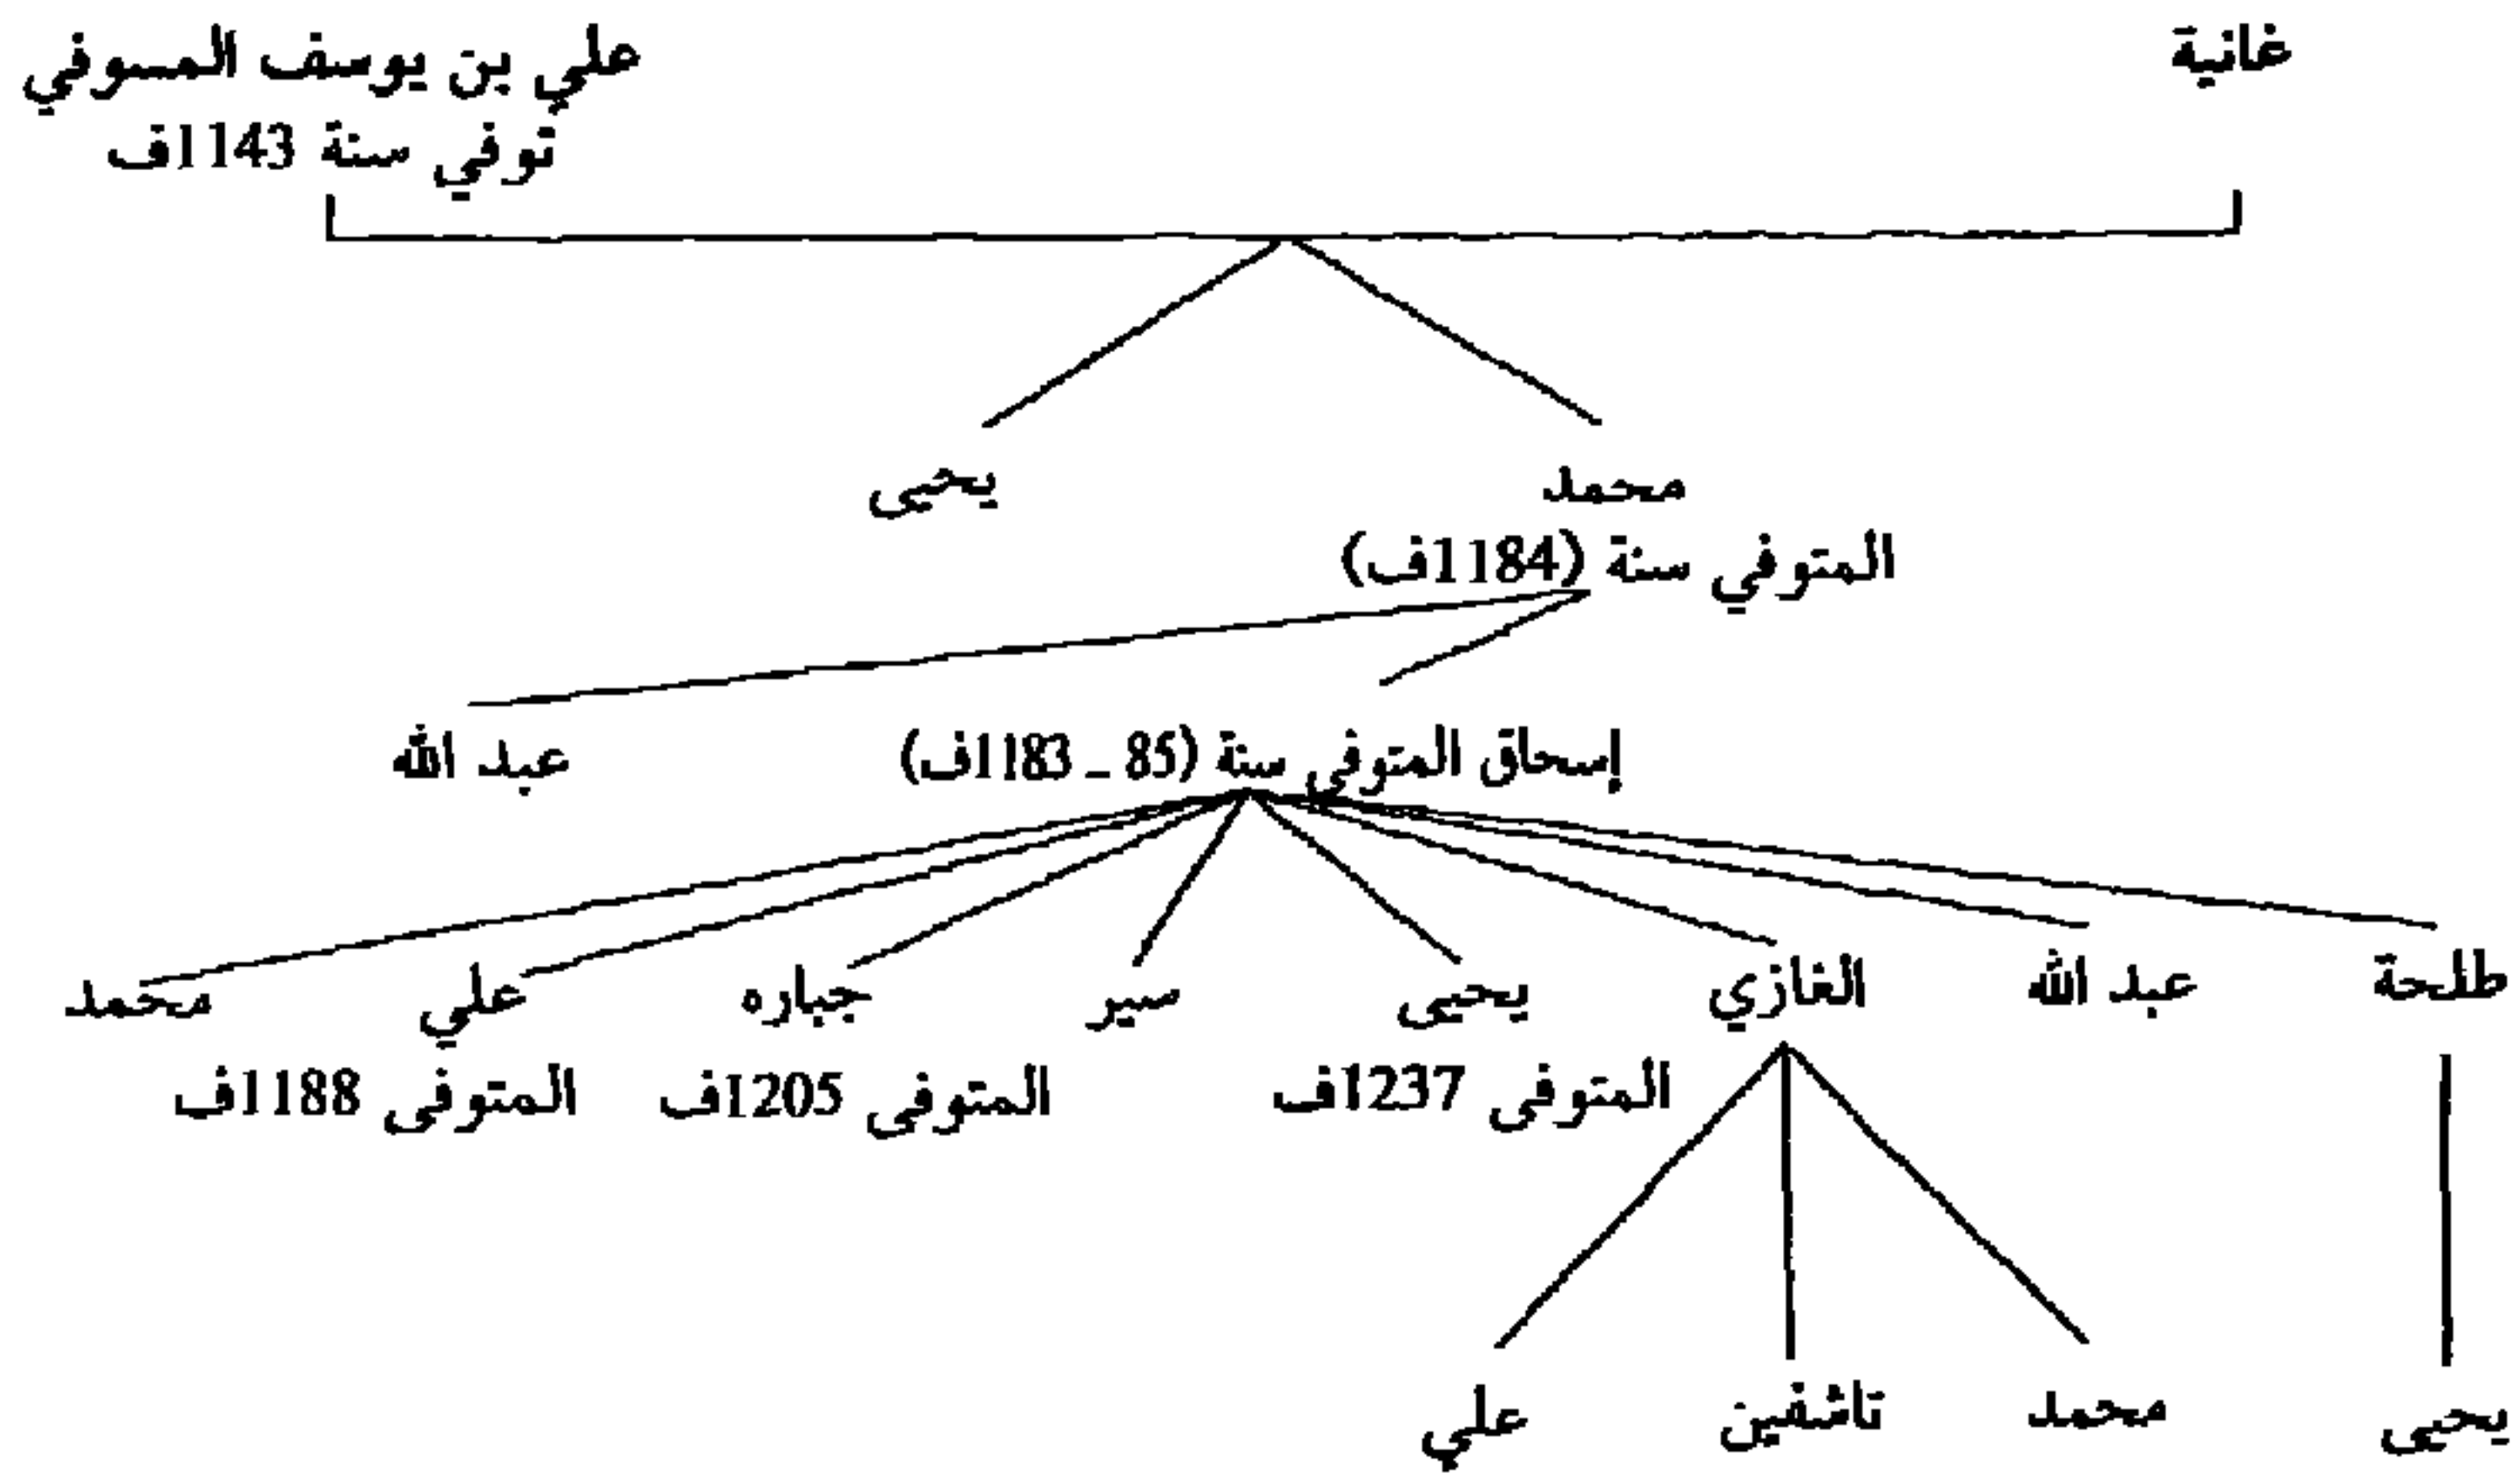 غانية
علي بن يوسف المسوفي
توفي سنة 1143ف
محمد
يحيى
المتوفي سنة (1184ف)
إسحاق المتوفى سنة (85 - 1183ف)
عبد الله
طلحة
عبد الله
الغازي
يحيى
سير
جباره
علي
محمد
المتوفى 1237ف
المتوفى 1205ف
المتوفى 1188ف
يحيى
محمد
تاشفين
علي